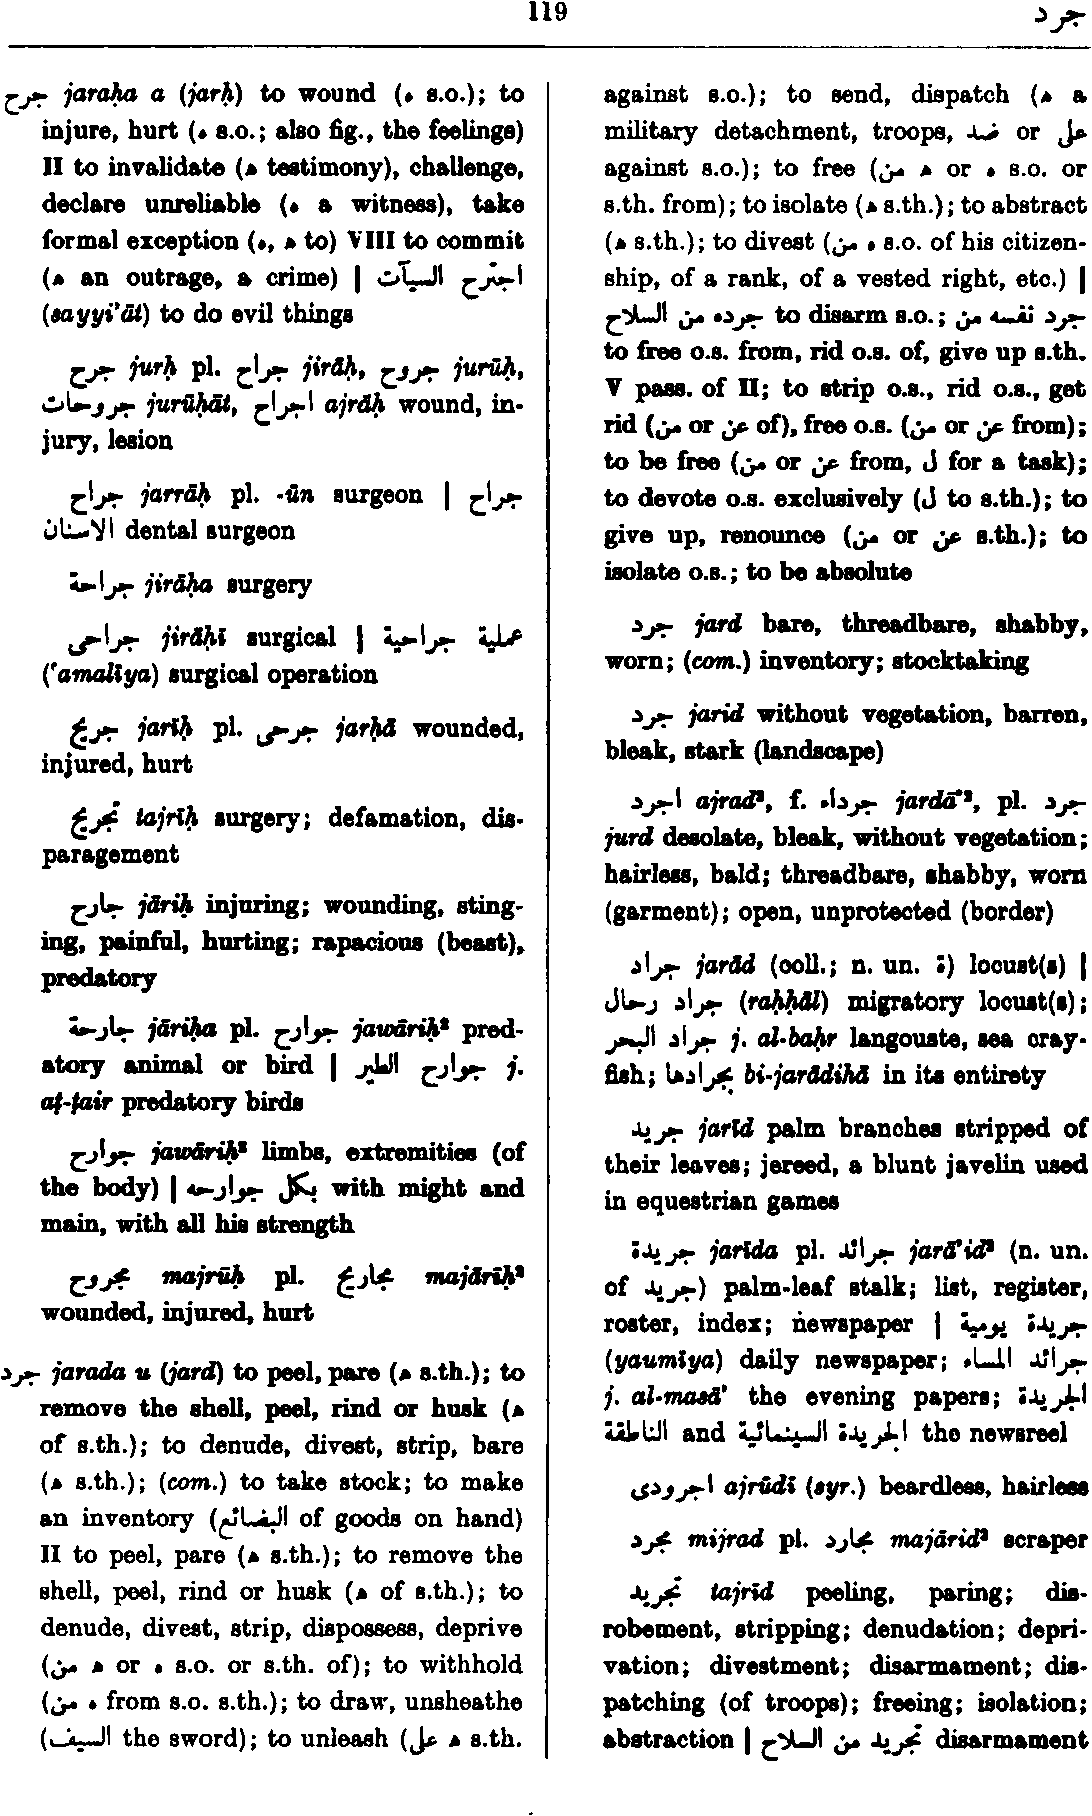 119
جرد
جرح jaraḥa a (jarḥ) to wound (ه s.o.); to
injure, hurt (ه s.o.; also fig., the feelings)
II to invalidate (ﻫ testimony), challenge,
declare unreliable (ه a witness), take
formal exception (ه, ﻫ to) VIII to commit
(ﻫ an outrage, a crime) | اجترح السيآت
(sayyi'āt) to do evil things
جرح jurḥ pl. جراح jirāḥ, جروح jurūḥ,
جروحات jurūḥāt, اجراح ajrāḥ wound, in-
jury, lesion
جراح jarrāḥ pl. -ūn surgeon | جراح
الاسنان dental surgeon
جراحة jirāḥa surgery
جراحى jirāḥī surgical | عملية جراحية
(ʿamalīya) surgical operation
جريح jarīḥ pl. جرحى jarḥā wounded,
injured, hurt
تجريح tajrīḥ surgery; defamation, dis-
paragement
جارح jāriḥ injuring; wounding, sting-
ing, painful, hurting; rapacious (beast),
predatory
جارحة jāriḥa pl. جوارح jawāriḥ² pred-
atory animal or bird | جوارح الطير j.
aṭ-ṭair predatory birds
جوارح jawāriḥ² limbs, extremities (of
the body) | بكل جوارحه with might and
main, with all his strength
مجروح majrūḥ pl. مجاريح majārīḥ²
wounded, injured, hurt
جرد jarada u (jard) to peel, pare (ﻫ s.th.); to
remove the shell, peel, rind or husk (ﻫ
of s.th.); to denude, divest, strip, bare
(ﻫ s.th.); (com.) to take stock; to make
an inventory (البضائع of goods on hand)
II to peel, pare (ﻫ s.th.); to remove the
shell, peel, rind or husk (ﻫ of s.th.); to
denude, divest, strip, dispossess, deprive
(من ﻫ or ه s.o. or s.th. of); to withhold
(من ه from s.o. s.th.); to draw, unsheathe
(السيف the sword); to unleash (على ﻫ s.th.
against s.o.); to send, dispatch (ﻫ a
military detachment, troops, ضد or على
against s.o.); to free (من ﻫ or ه s.o. or
s.th. from); to isolate (ﻫ s.th.); to abstract
(ﻫ s.th.); to divest (من ه s.o. of his citizen-
ship, of a rank, of a vested right, etc.) |
جرده من السلاح to disarm s.o.; جرد نفسه من
to free o.s. from, rid o.s. of, give up s.th.
V pass. of II; to strip o.s., rid o.s., get
rid (من or عن of), free o.s. (من or عن from);
to be free (من or عن from, ل for a task);
to devote o.s. exclusively (ل to s.th.); to
give up, renounce (من or عن s.th.); to
isolate o.s.; to be absolute
جرد jard bare, threadbare, shabby,
worn; (com.) inventory; stocktaking
جرد jarid without vegetation, barren,
bleak, stark (landscape)
اجرد ajrad², f. جرداء jardā'², pl. جرد
jurd desolate, bleak, without vegetation;
hairless, bald; threadbare, shabby, worn
(garment); open, unprotected (border)
جراد jarād (coll.; n. un. ة) locust(s) |
جراد رحال (raḥḥāl) migratory locust(s);
جراد البحر j. al-baḥr langouste, sea cray-
fish; بجرادها bi-jarādihā in its entirety
جريد jarīd palm branches stripped of
their leaves; jereed, a blunt javelin used
in equestrian games
جريدة jarīda pl. جرائد jarā'id² (n. un.
of جريد) palm-leaf stalk; list, register,
roster, index; newspaper | جريدة يومية
(yaumīya) daily newspaper; جرائد المساء
j. al-masā' the evening papers; الجريدة
الناطقة and الجريدة السينمائية the newsreel
اجرودى ajrūdī (syr.) beardless, hairless
مجرد mijrad pl. مجارد majārid² scraper
تجريد tajrīd peeling, paring; dis-
robement, stripping; denudation; depri-
vation; divestment; disarmament; dis-
patching (of troops); freeing; isolation;
abstraction | تجريد من السلاح disarmament